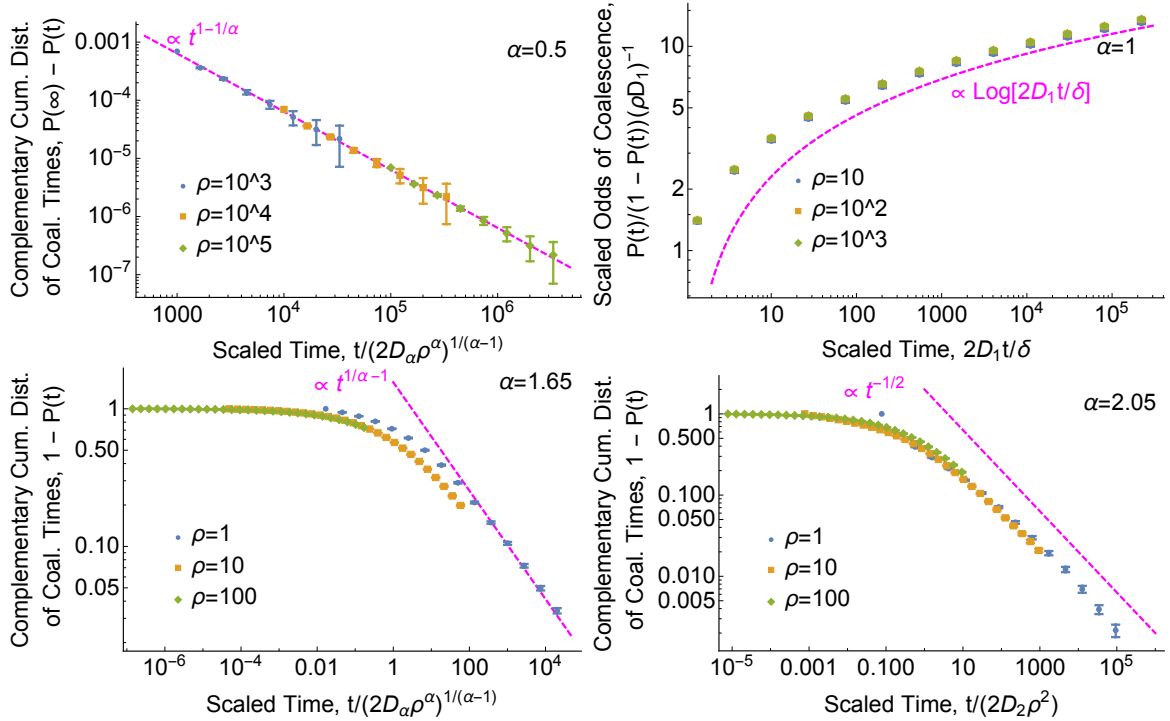 Complementary Cum. Dist.
of Coal. Times, P(∞) − P(t)
0.001
10^-4
10^-5
10^-6
10^-7
∝ t^{1−1/α}
α=0.5
ρ=10^3
ρ=10^4
ρ=10^5
1000
10^4
10^5
10^6
Scaled Time, t/(2D_αρ^α)^{1/(α−1)}
Scaled Odds of Coalescence,
P(t)/(1 − P(t))(ρD_1)^{−1}
10
5
2
1
α=1
∝ Log[2D_1t/δ]
ρ=10
ρ=10^2
ρ=10^3
10
100
1000
10^4
10^5
Scaled Time, 2D_1t/δ
Complementary Cum. Dist.
of Coal. Times, 1 − P(t)
1
0.50
0.10
0.05
∝ t^{1/α−1}
α=1.65
ρ=1
ρ=10
ρ=100
10^-6
10^-4
0.01
1
100
10^4
Scaled Time, t/(2D_αρ^α)^{1/(α−1)}
Complementary Cum. Dist.
of Coal. Times, 1 − P(t)
1
0.500
0.100
0.050
0.010
0.005
∝ t^{−1/2}
α=2.05
ρ=1
ρ=10
ρ=100
10^-5
0.001
0.100
10
1000
10^5
Scaled Time, t/(2D_2ρ^2)